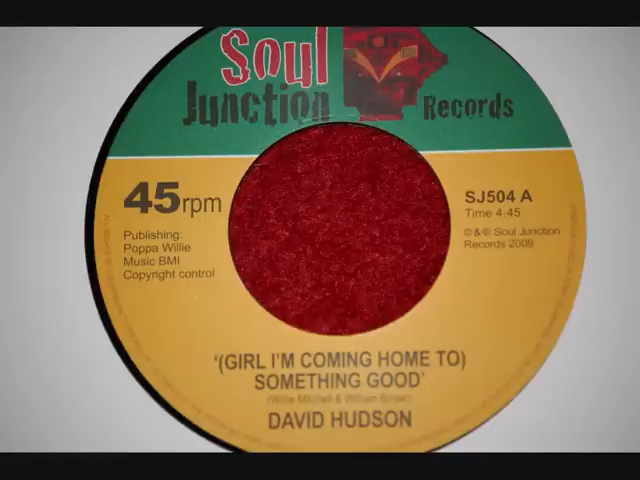 Soul
Junction Records
45rpm
Publishing:
Poppa Willie
Music BMI
Copyright control
SJ504 A
Time 4:45
©&℗ Soul Junction
Records 2009
'(GIRL I'M COMING HOME TO)
SOMETHING GOOD'
(Willie Mitchell & William
DAVID HUDSON